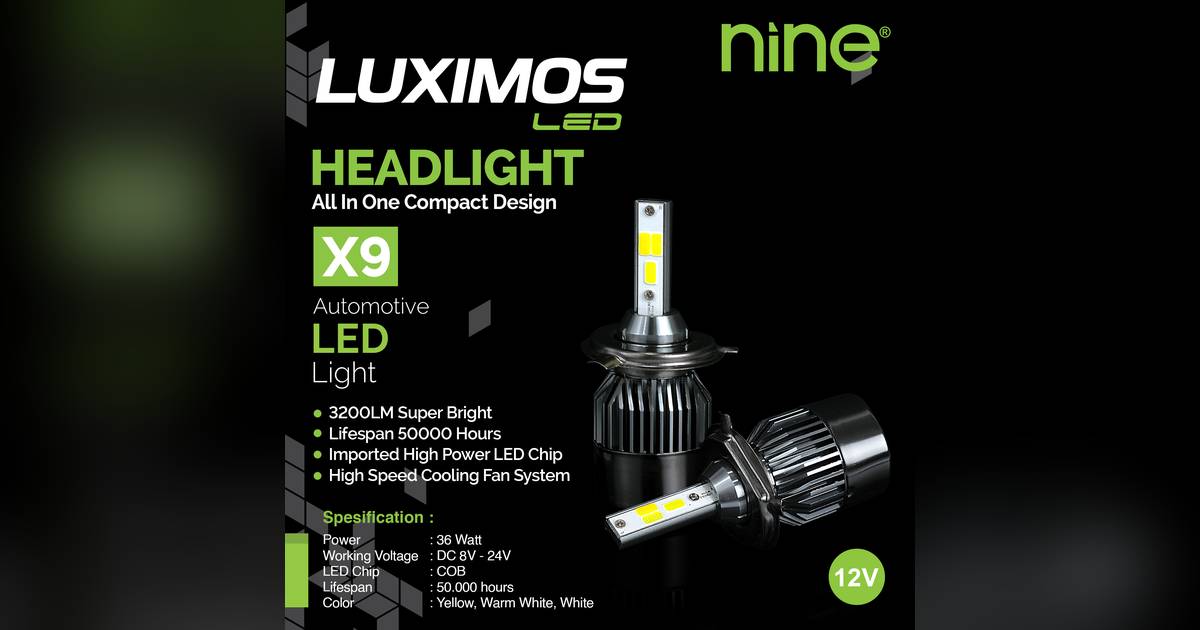 nine®
LUXIMOS
LED
HEADLIGHT
All In One Compact Design
X9
Automotive
LED
Light
3200LM Super Bright
Lifespan 50000 Hours
Imported High Power LED Chip
High Speed Cooling Fan System
Spesification :
Power : 36 Watt
Working Voltage : DC 8V - 24V
LED Chip : COB
Lifespan : 50.000 hours
Color : Yellow, Warm White, White
12V